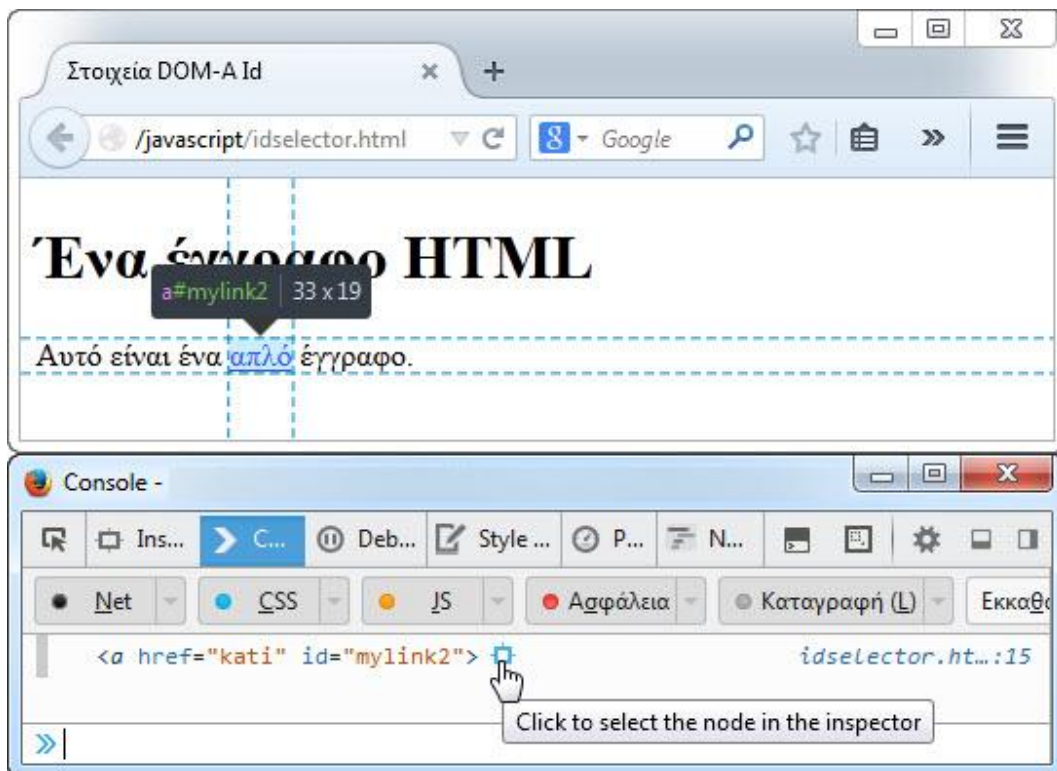 Στοιχεία DOM-A Id
/javascript/idselector.html Google
Ένα έγγραφο HTML
a#mylink2 33 x 19
Αυτό είναι ένα απλό έγγραφο.
Console -
Ins... C... Deb... Style ... P... N...
Net CSS JS Ασφάλεια Καταγραφή (L) Εκκαθ
<a href="kati" id="mylink2"> idselector.ht…:15
Click to select the node in the inspector